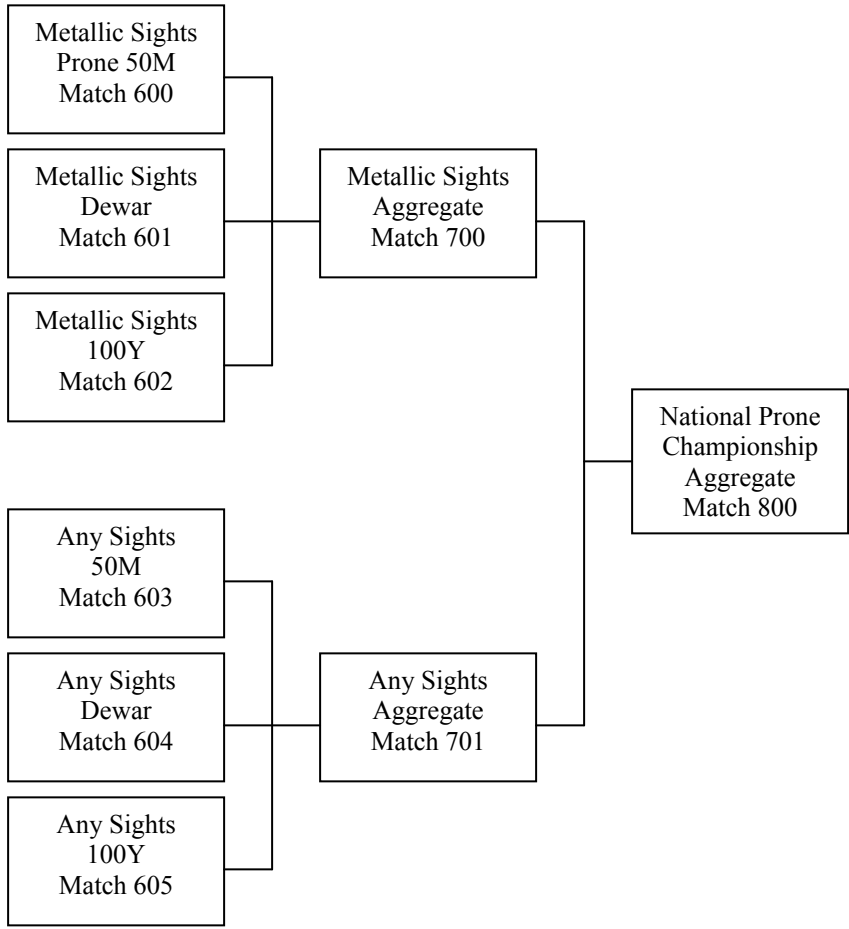 Metallic Sights
Prone 50M
Match 600
Metallic Sights
Dewar
Match 601
Metallic Sights
100Y
Match 602
Metallic Sights
Aggregate
Match 700
National Prone
Championship
Aggregate
Match 800
Any Sights
50M
Match 603
Any Sights
Dewar
Match 604
Any Sights
100Y
Match 605
Any Sights
Aggregate
Match 701